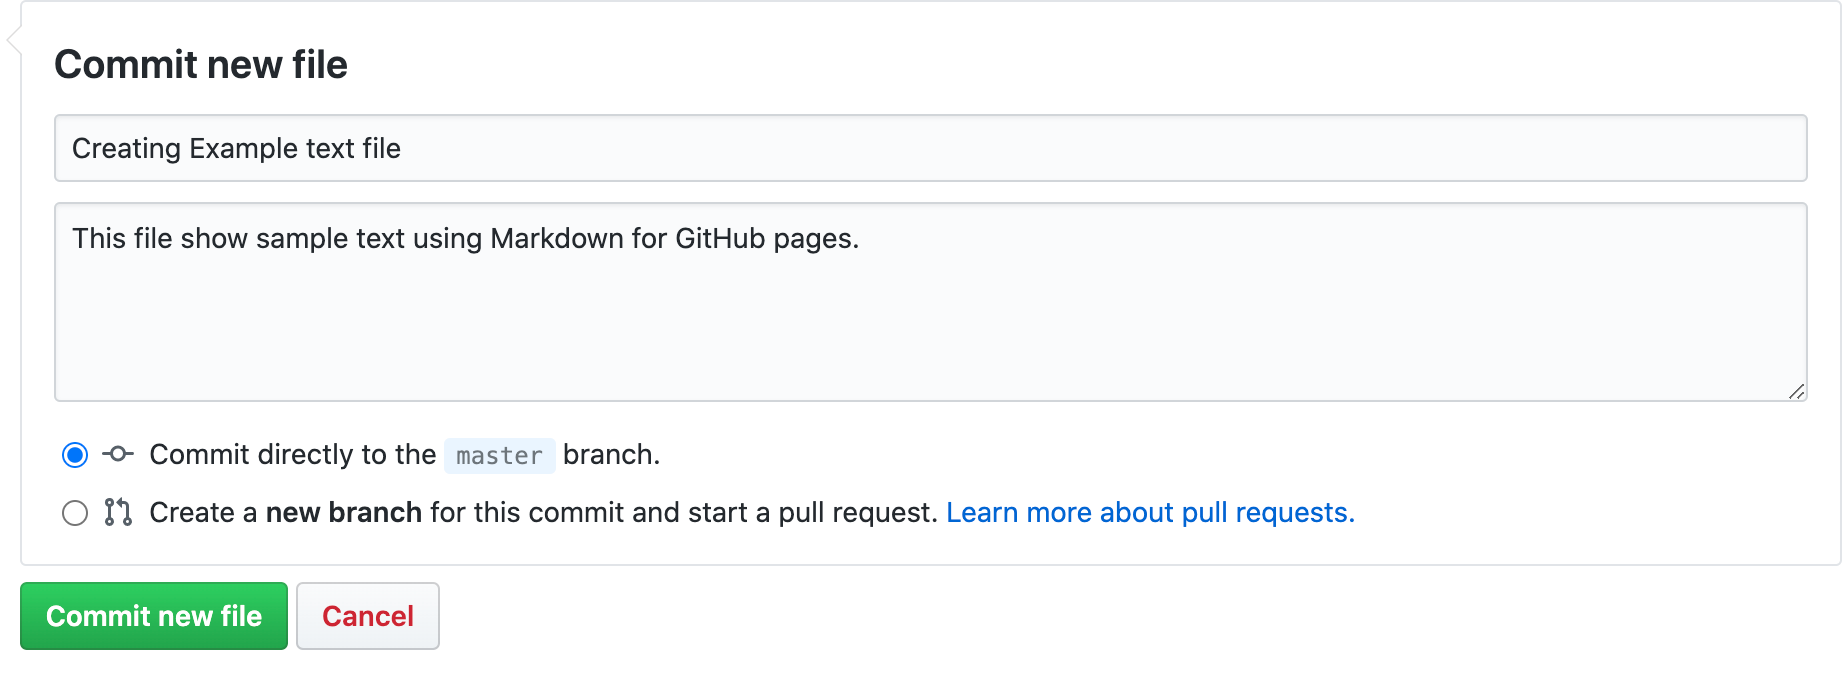 Commit new file
Creating Example text file
This file show sample text using Markdown for GitHub pages.
Commit directly to the master branch.
Create a new branch for this commit and start a pull request. Learn more about pull requests.
Commit new file Cancel